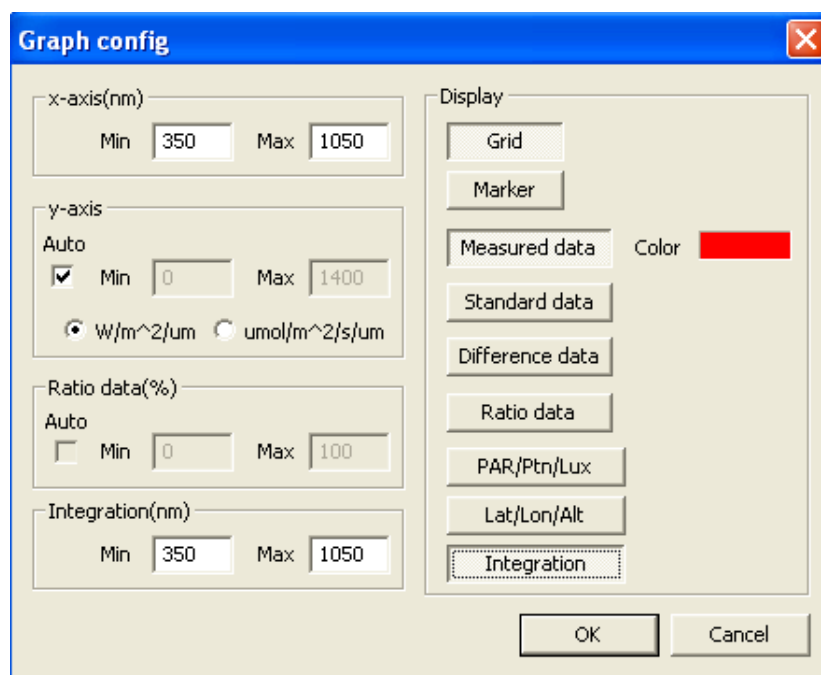 Graph config
x-axis(nm)
Min 350 Max 1050
y-axis
Auto
Min 0 Max 1400
W/m^2/um umol/m^2/s/um
Ratio data(%)
Auto
Min 0 Max 100
Integration(nm)
Min 350 Max 1050
Display
Grid
Marker
Measured data Color
Standard data
Difference data
Ratio data
PAR/Ptn/Lux
Lat/Lon/Alt
Integration
OK Cancel